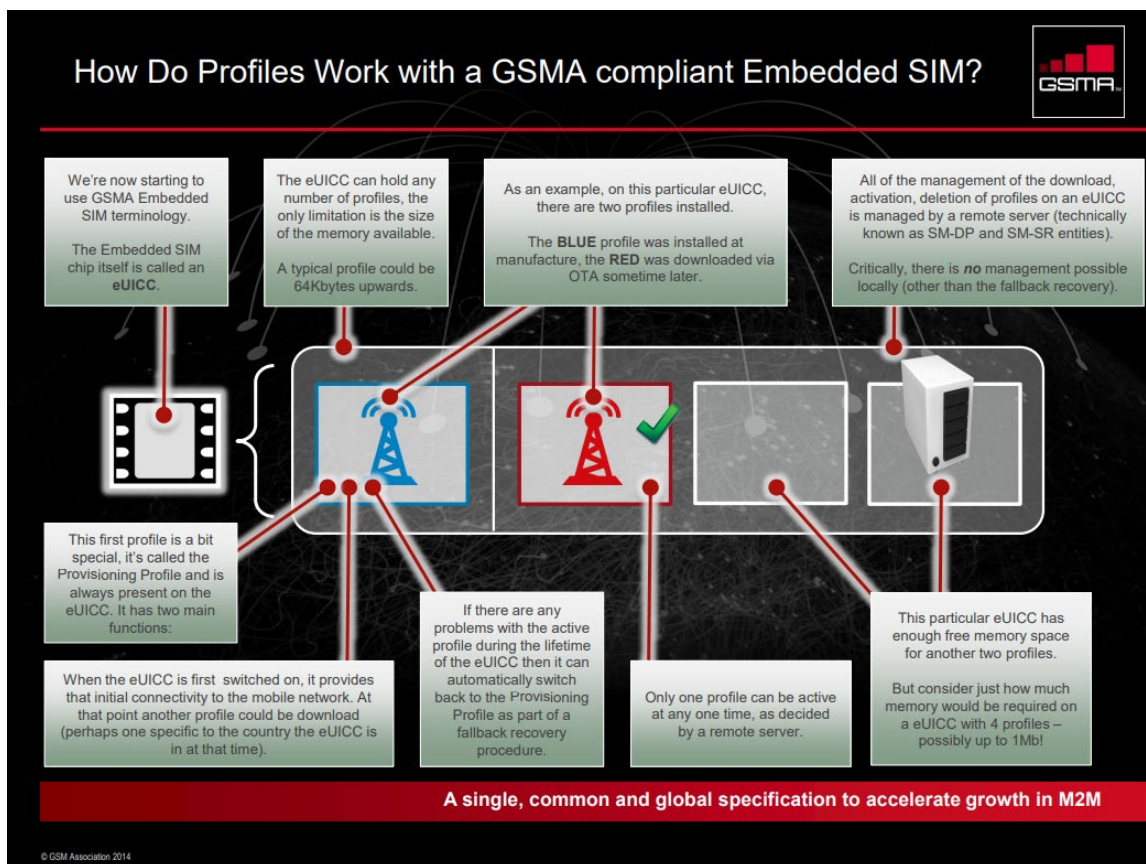 How Do Profiles Work with a GSMA compliant Embedded SIM?
GSMA™
We're now starting to
use GSMA Embedded
SIM terminology.
The Embedded SIM
chip itself is called an
eUICC.
The eUICC can hold any
number of profiles, the
only limitation is the size
of the memory available.
A typical profile could be
64Kbytes upwards.
As an example, on this particular eUICC,
there are two profiles installed.
The BLUE profile was installed at
manufacture, the RED was downloaded via
OTA sometime later.
All of the management of the download,
activation, deletion of profiles on an eUICC
is managed by a remote server (technically
known as SM-DP and SM-SR entities).
Critically, there is no management possible
locally (other than the fallback recovery).
This first profile is a bit
special, it's called the
Provisioning Profile and is
always present on the
eUICC. It has two main
functions:
When the eUICC is first switched on, it provides
that initial connectivity to the mobile network. At
that point another profile could be download
(perhaps one specific to the country the eUICC is
in at that time).
If there are any
problems with the active
profile during the lifetime
of the eUICC then it can
automatically switch
back to the Provisioning
Profile as part of a
fallback recovery
procedure.
Only one profile can be active
at any one time, as decided
by a remote server.
This particular eUICC has
enough free memory space
for another two profiles.
But consider just how much
memory would be required on
a eUICC with 4 profiles –
possibly up to 1Mb!
A single, common and global specification to accelerate growth in M2M
© GSM Association 2014